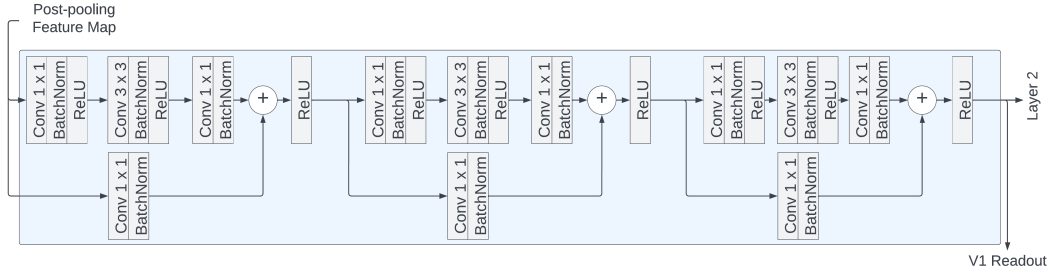 Post-pooling
Feature Map
Conv 1 x 1
BatchNorm
ReLU
Conv 3 x 3
BatchNorm
ReLU
Conv 1 x 1
BatchNorm
+
ReLU
Conv 1 x 1
BatchNorm
Conv 1 x 1
BatchNorm
ReLU
Conv 3 x 3
BatchNorm
ReLU
Conv 1 x 1
BatchNorm
+
ReLU
Conv 1 x 1
BatchNorm
Conv 1 x 1
BatchNorm
ReLU
Conv 3 x 3
BatchNorm
ReLU
Conv 1 x 1
BatchNorm
+
ReLU
Conv 1 x 1
BatchNorm
Layer 2
V1 Readout